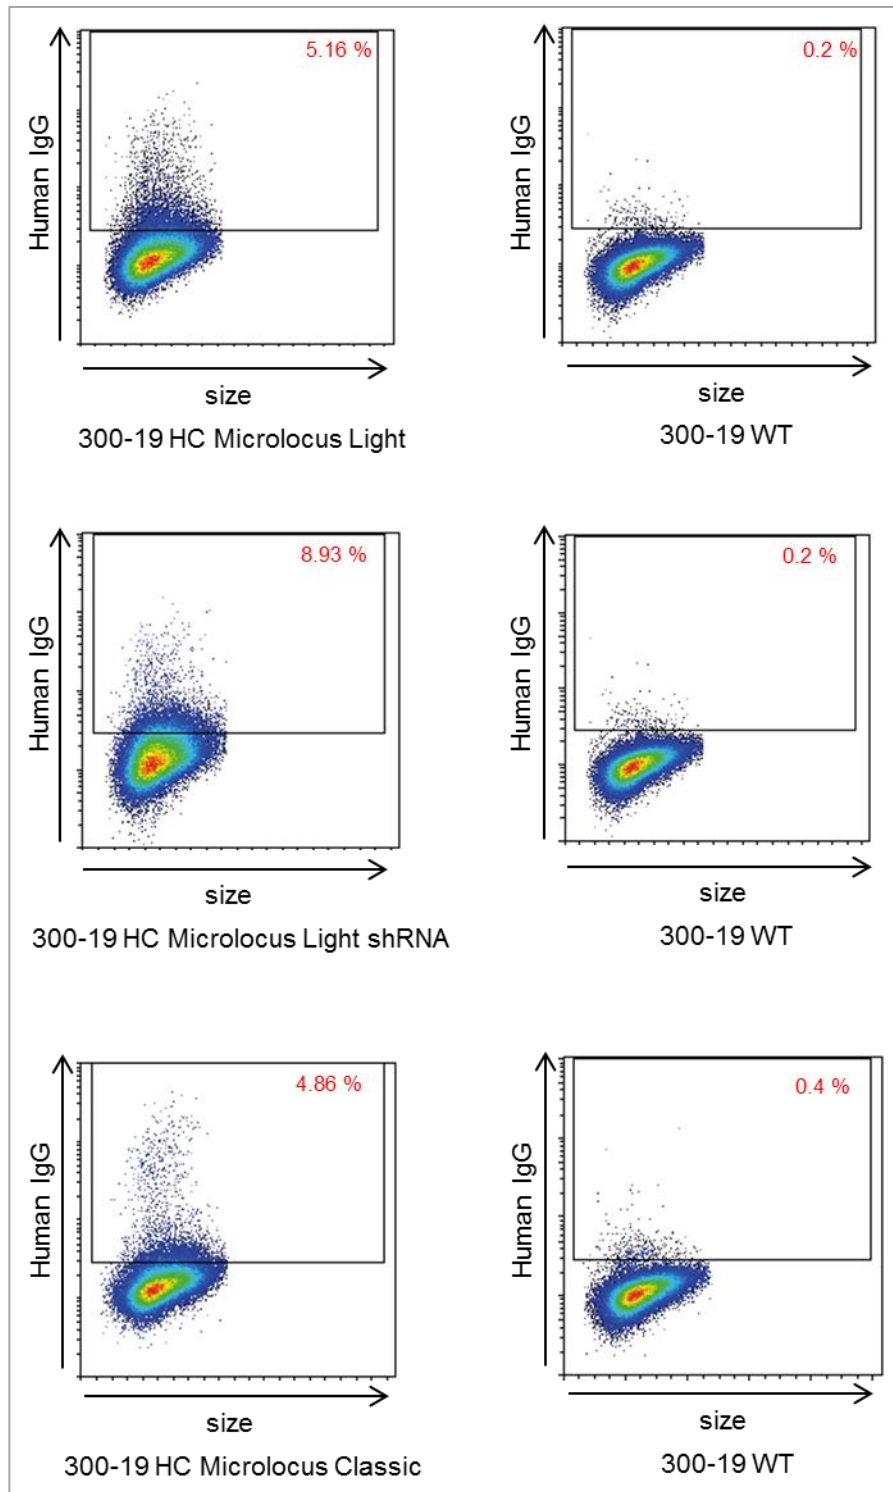 5.16 %
Human IgG
size
300-19 HC Microlocus Light
0.2 %
Human IgG
size
300-19 WT
8.93 %
Human IgG
size
300-19 HC Microlocus Light shRNA
0.2 %
Human IgG
size
300-19 WT
4.86 %
Human IgG
size
300-19 HC Microlocus Classic
0.4 %
Human IgG
size
300-19 WT